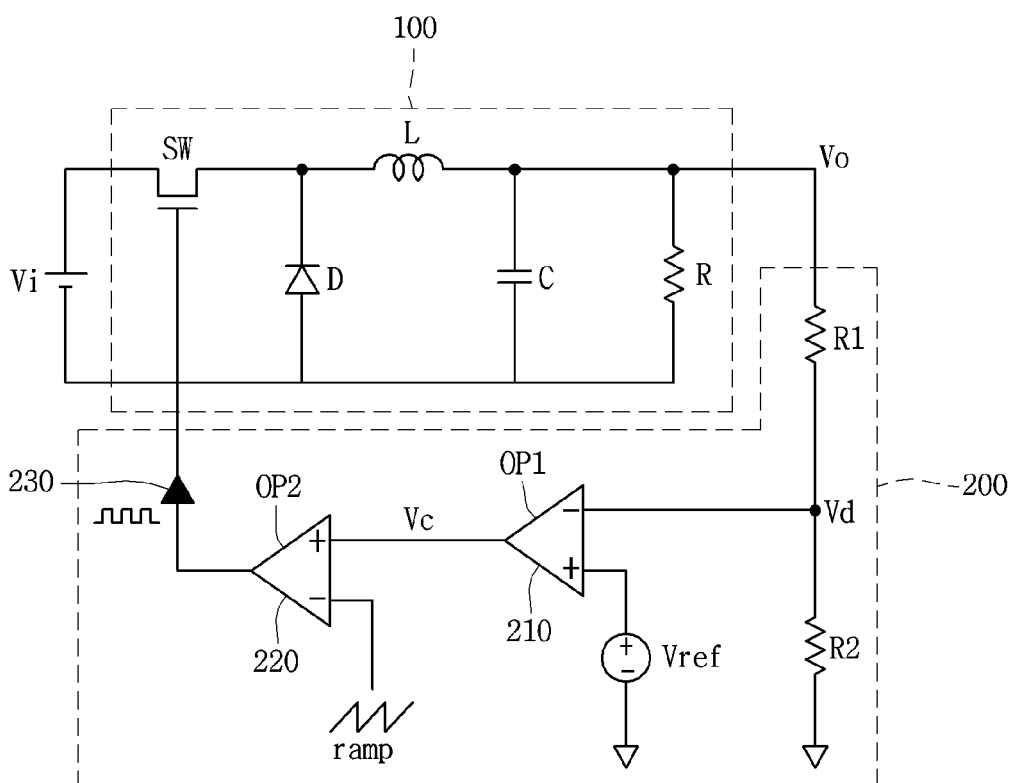 100
SW
L
Vo
Vi
D
C
R
R1
230
OP2
Vc
OP1
Vd
200
+
−
−
+
210
220
+
−
Vref
R2
ramp